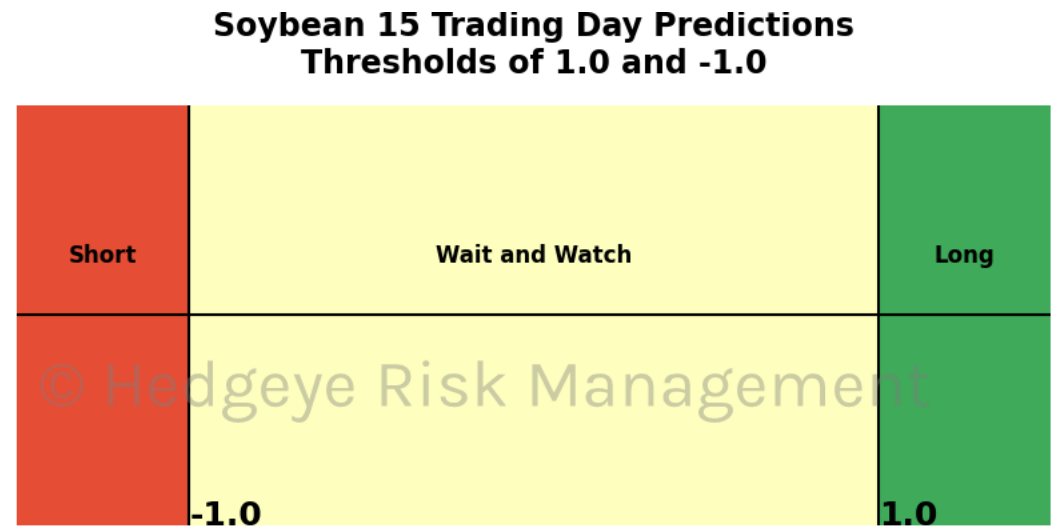 Soybean 15 Trading Day Predictions
Thresholds of 1.0 and -1.0
Short
Wait and Watch
Long
© Hedgeye Risk Management
-1.0
1.0